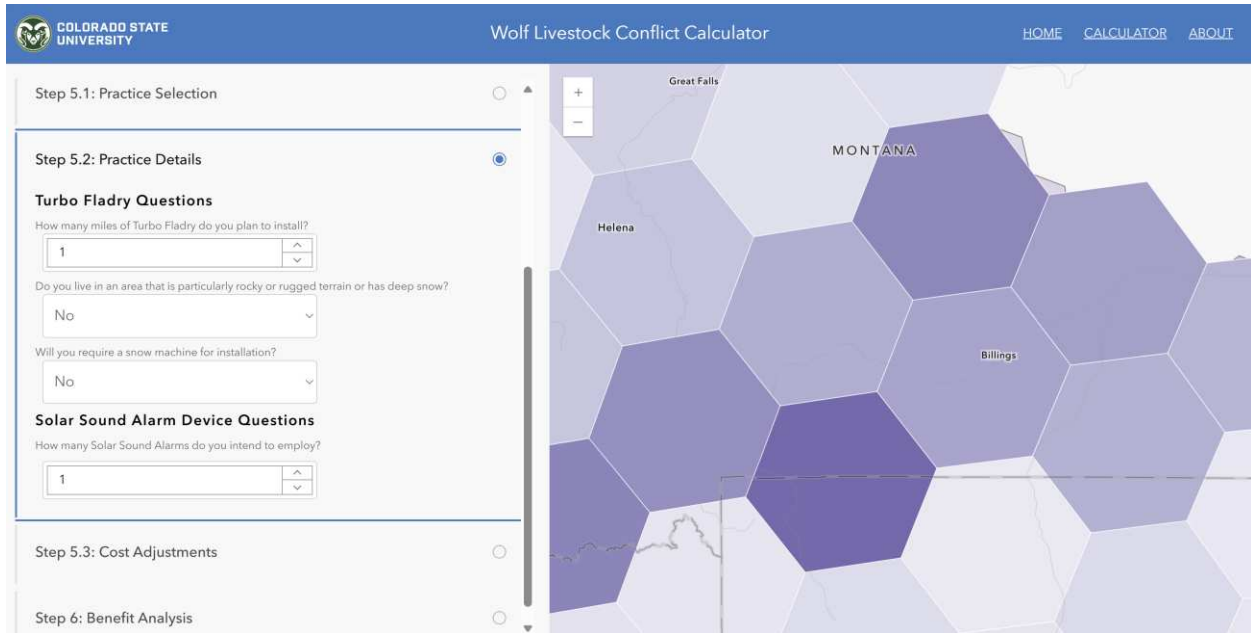 COLORADO STATE
UNIVERSITY
Wolf Livestock Conflict Calculator
HOME CALCULATOR ABOUT
Step 5.1: Practice Selection
Step 5.2: Practice Details
Turbo Fladry Questions
How many miles of Turbo Fladry do you plan to install?
1
Do you live in an area that is particularly rocky or rugged terrain or has deep snow?
No
Will you require a snow machine for installation?
No
Solar Sound Alarm Device Questions
How many Solar Sound Alarms do you intend to employ?
1
Step 5.3: Cost Adjustments
Step 6: Benefit Analysis
+
−
Great Falls
MONTANA
Helena
Billings